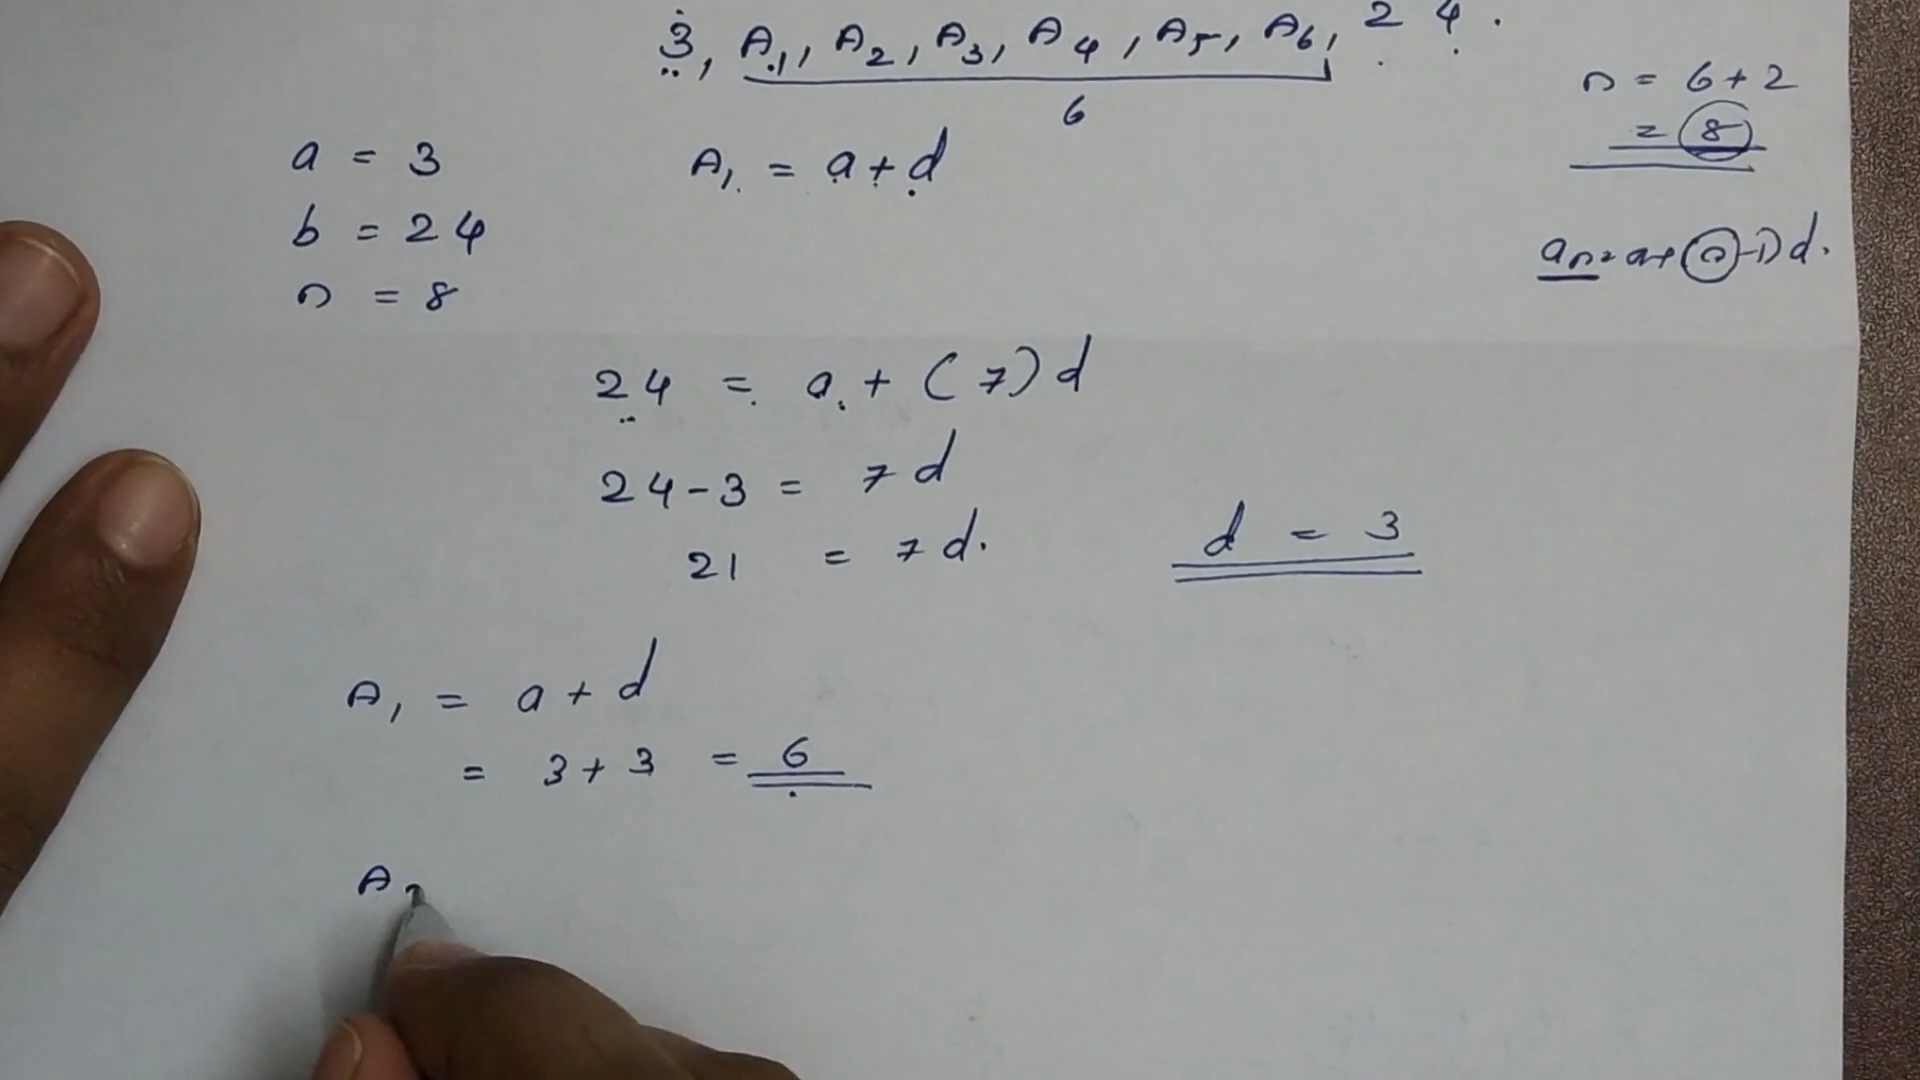 3, A1, A2, A3, A4, A5, A6, 24.
6
n = 6+2
= 8
a = 3
A1 = a+d
b = 24
an = a+(n-1)d.
n = 8
24 = a + (7)d
24-3 = 7d
21 = 7d.
d = 3
A1 = a+d
= 3+3 = 6
A